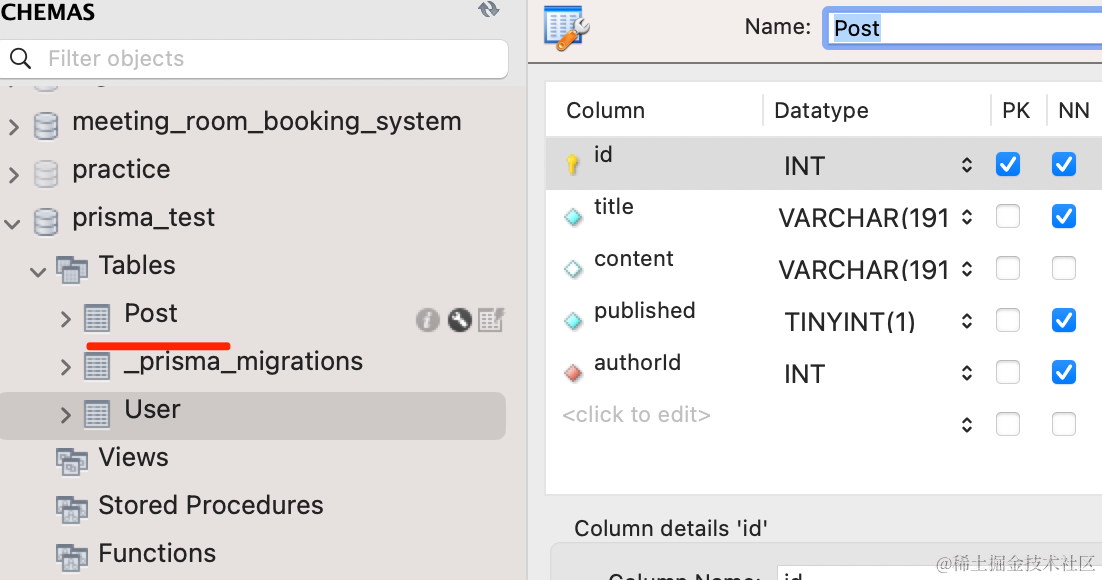 CHEMAS
Filter objects
meeting_room_booking_system
practice
prisma_test
Tables
Post
_prisma_migrations
User
Views
Stored Procedures
Functions
Name: Post
Column Datatype PK NN
id INT
title VARCHAR(191
content VARCHAR(191
published TINYINT(1)
authorId INT
<click to edit>
Column details 'id'
Column Name: id
@稀土掘金技术社区